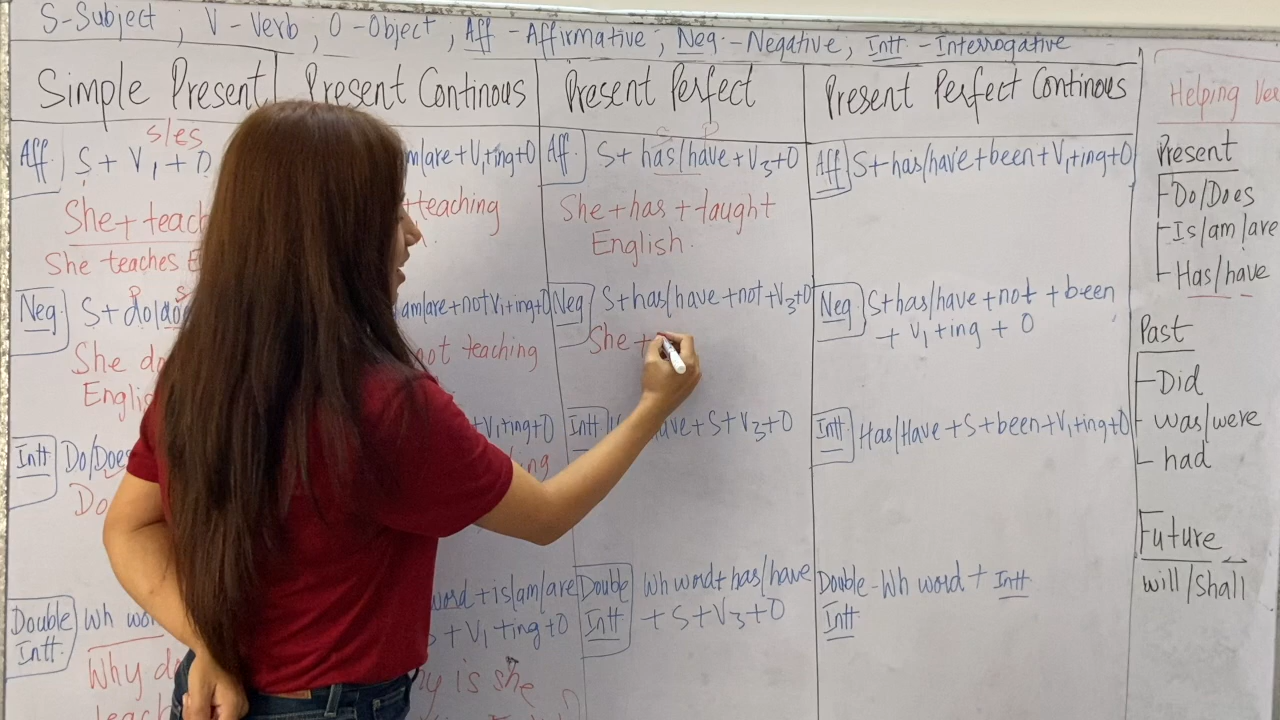 S-Subject , V-Verb , O-Object , Aff - Affirmative , Neg - Negative , Intt - Interrogative
Simple Present
s/es
Aff. S + V1 + O
She + teach
She teaches
Neg S + do/
She
Intt Do/Does
Do
Double Intt. Wh
Why
Present Continous
am/are + V1+ing+O
+teaching
am/are+not V1+ing+O
not teaching
+V1+ing+O
word + is/am/are
+ V1 +ing+O
is she
Present Perfect
S P
Aff. S+ has/have + V3+O
She+has +taught
English.
Neg S+has/have +not +V3+O
She +
Intt have + S+ V3+O
Double Intt Wh word+ has/have
+ S+V3+O
Present Perfect Continous
Aff S+has/have+been+V1+ing+O
Neg S+has/have +not + been
+ V1+ing + O
Intt Has/Have +S+been+V1+ing+O
Double-Wh word + Intt
Intt
Helping
Present
Do/Does
Is/am/are
Has/have
Past
Did
was/were
had
Future
will/Shall